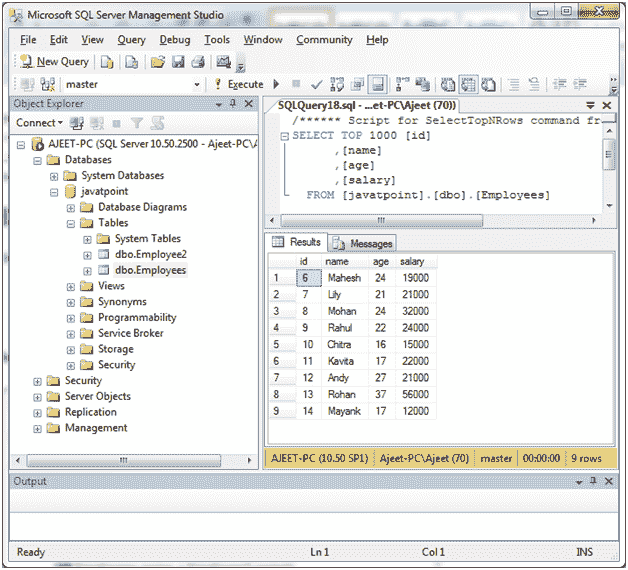 Microsoft SQL Server Management Studio
File Edit View Query Debug Tools Window Community Help
New Query
master Execute
Object Explorer
Connect
AJEET-PC (SQL Server 10.50.2500 - Ajeet-PC\A
Databases
System Databases
javatpoint
Database Diagrams
Tables
System Tables
dbo.Employee2
dbo.Employees
Views
Synonyms
Programmability
Service Broker
Storage
Security
Security
Server Objects
Replication
Management
SQLQuery18.sql - ...et-PC\Ajeet (70))
/****** Script for SelectTopNRows command fr
SELECT TOP 1000 [id]
,[name]
,[age]
,[salary]
FROM [javatpoint].[dbo].[Employees]
Results Messages
id name age salary
1 6 Mahesh 24 19000
2 7 Lily 21 21000
3 8 Mohan 24 32000
4 9 Rahul 22 24000
5 10 Chitra 16 15000
6 11 Kavita 17 22000
7 12 Andy 27 21000
8 13 Rohan 37 56000
9 14 Mayank 17 12000
AJEET-PC (10.50 SP1) Ajeet-PC\Ajeet (70) master 00:00:00 9 rows
Output
Ready Ln 1 Col 1 INS